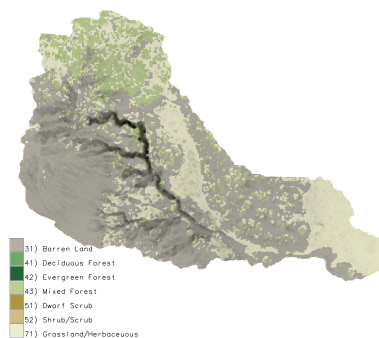 31) Barren Land
41) Deciduous Forest
42) Evergreen Forest
43) Mixed Forest
51) Dwarf Scrub
52) Shrub/Scrub
71) Grassland/Herbaceuous